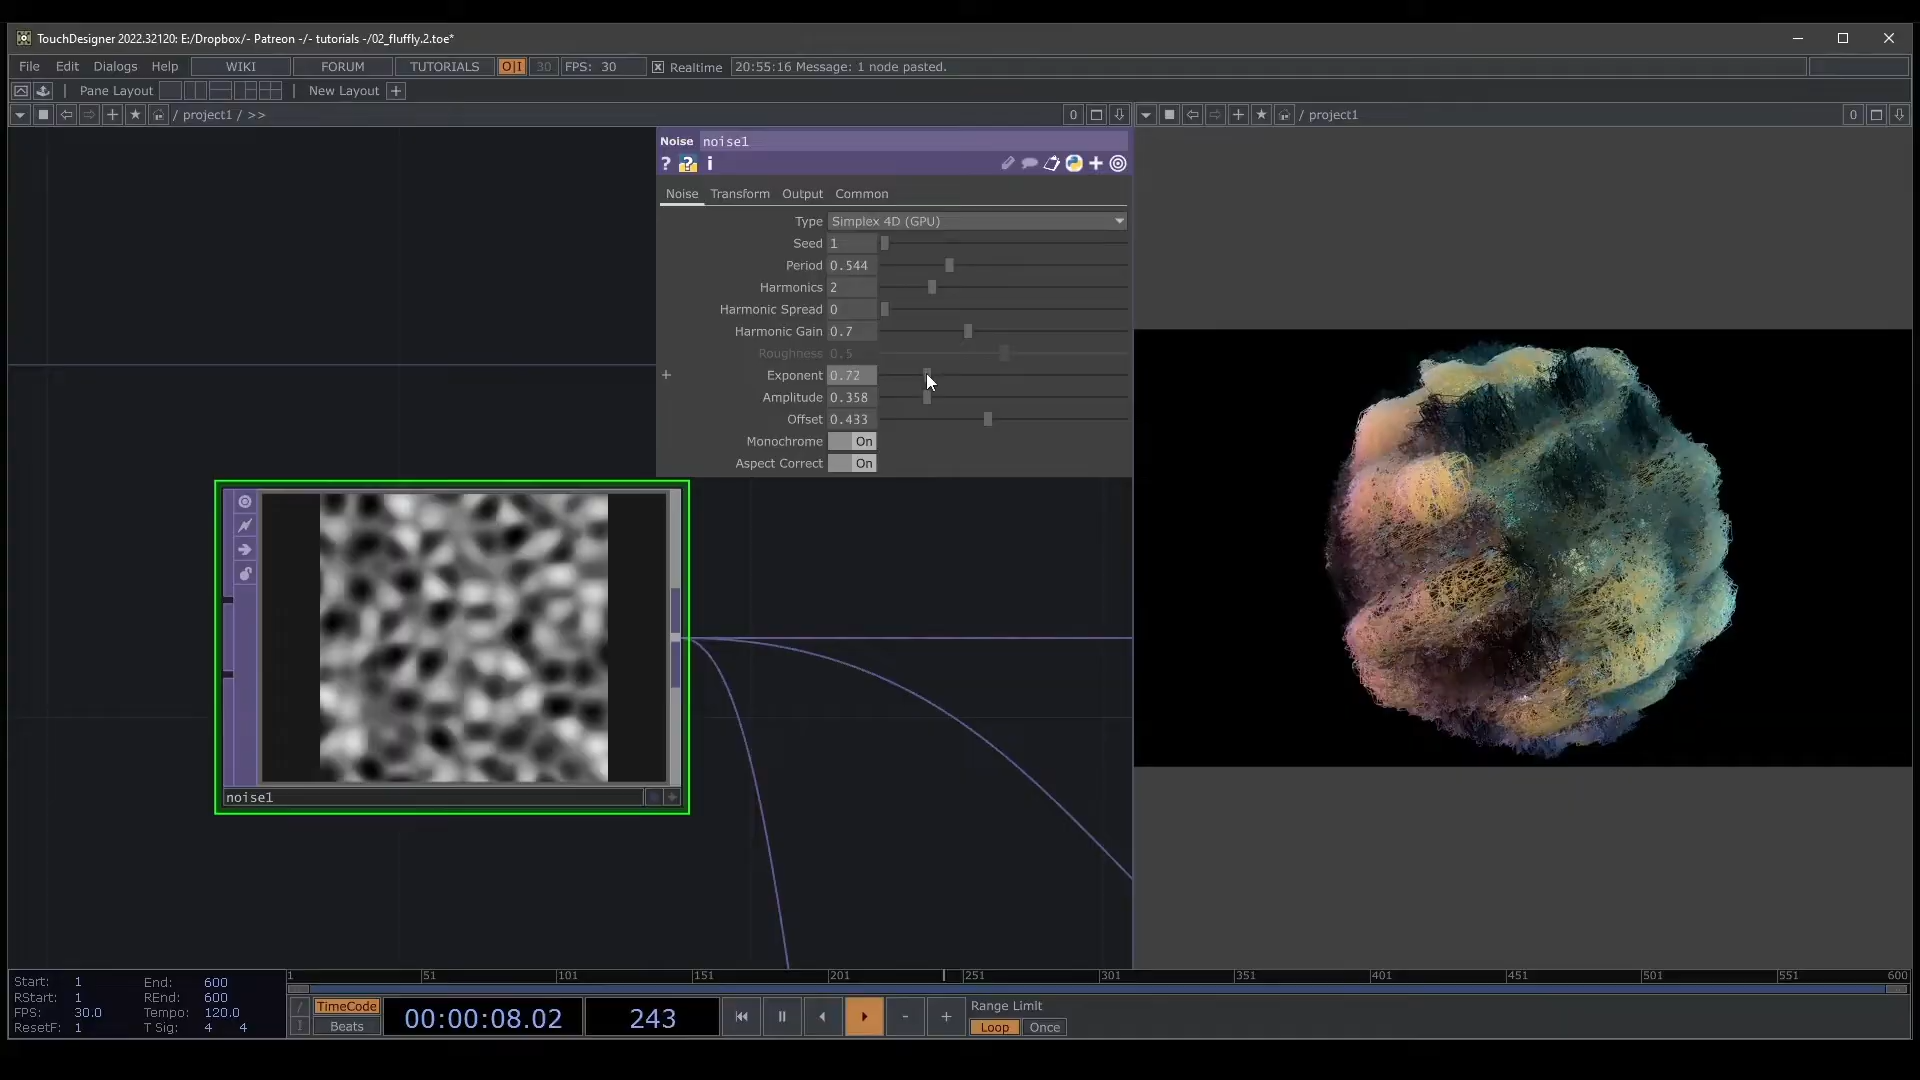 TouchDesigner 2022.32120: E:/Dropbox/- Patreon -/- tutorials -/02_fluffly.2.toe*
File Edit Dialogs Help WIKI FORUM TUTORIALS O|I 30 FPS: 30 Realtime 20:55:16 Message: 1 node pasted.
Pane Layout New Layout +
/ project1 / >> 0
/ project1 0
Noise noise1
? ? i
Noise Transform Output Common
Type Simplex 4D (GPU)
Seed 1
Period 0.544
Harmonics 2
Harmonic Spread 0
Harmonic Gain 0.7
Roughness 0.5
+ Exponent 0.72
Amplitude 0.358
Offset 0.433
Monochrome On
Aspect Correct On
noise1
1 51 101 151 201 251 301 351 401 451 501 551 600
Start: 1 End: 600
RStart: 1 REnd: 600
FPS: 30.0 Tempo: 120.0
ResetF: 1 T Sig: 4 4
TimeCode
Beats
00:00:08.02
243
- +
Range Limit
Loop Once